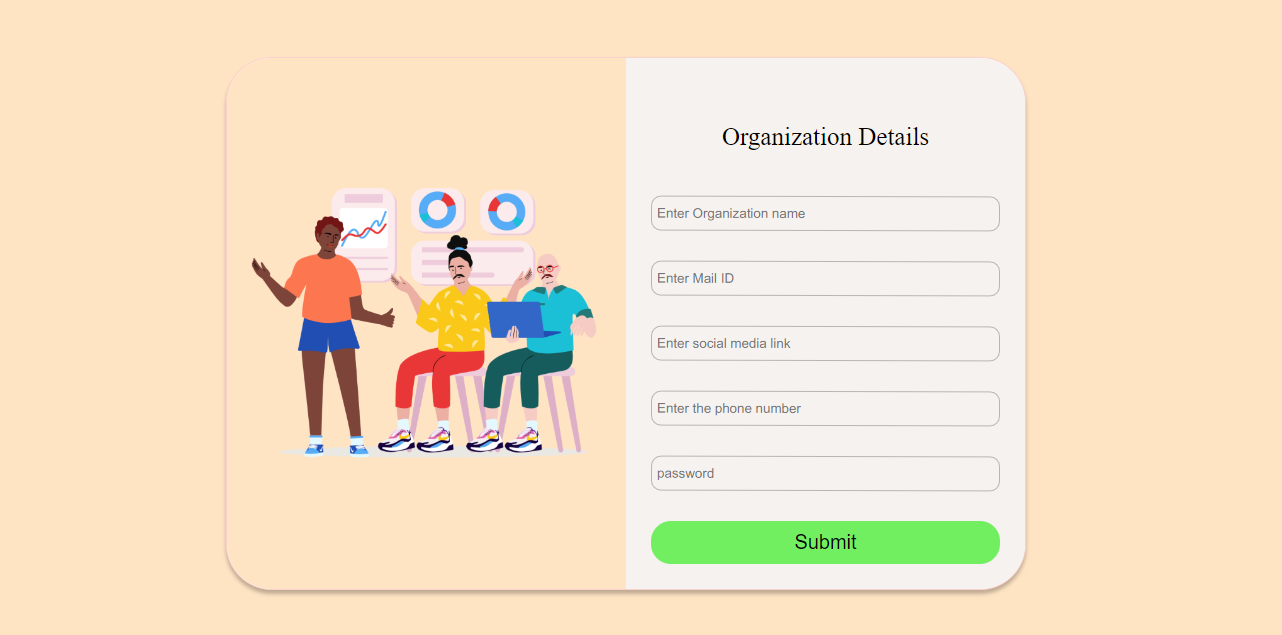 Organization Details
Enter Organization name
Enter Mail ID
Enter social media link
Enter the phone number
password
Submit